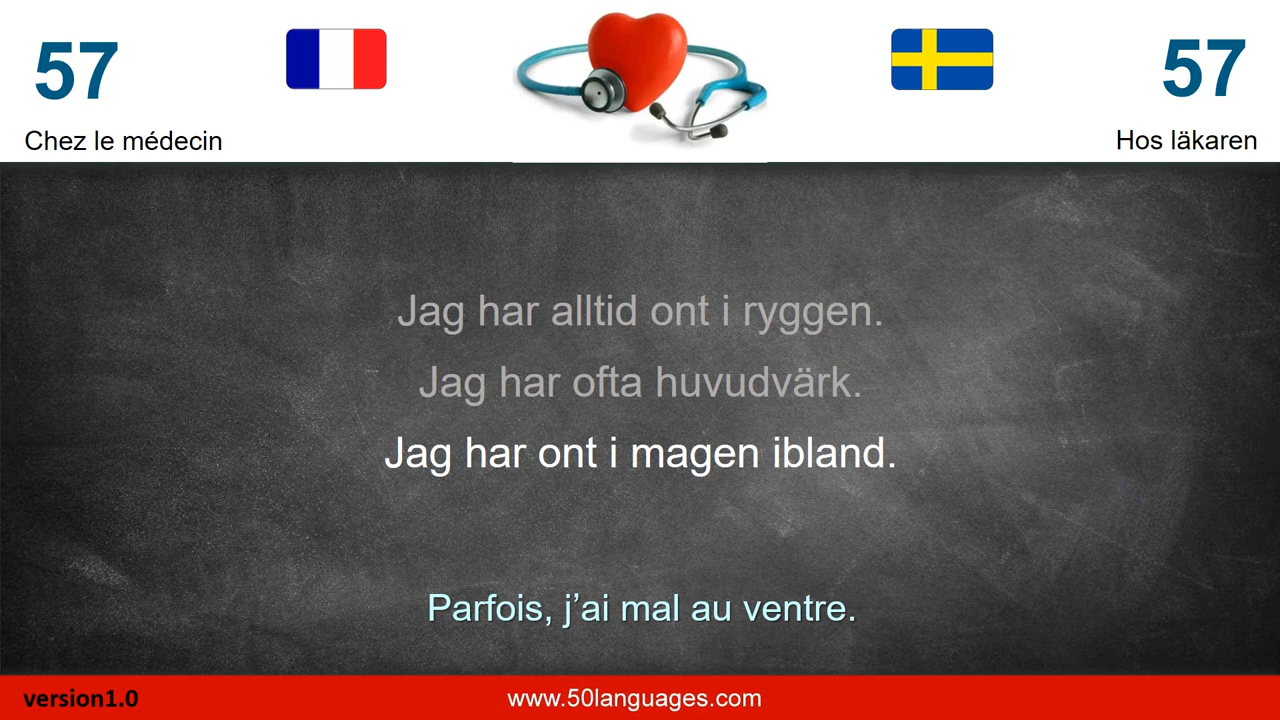 57
57
Chez le médecin
Hos läkaren
Jag har alltid ont i ryggen.
Jag har ofta huvudvärk.
Jag har ont i magen ibland.
Parfois, j’ai mal au ventre.
version1.0
www.50languages.com